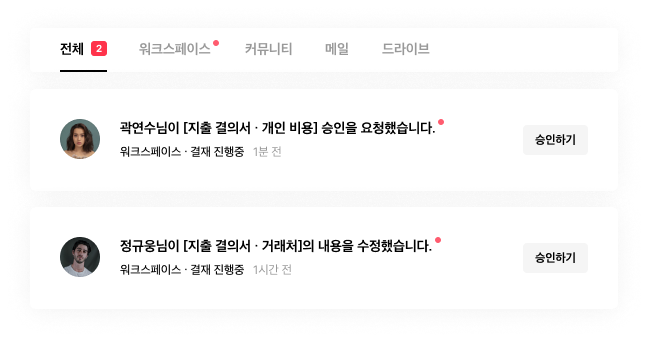 전체 2 워크스페이스 커뮤니티 메일 드라이브
곽연수님이 [지출 결의서 · 개인 비용] 승인을 요청했습니다.
워크스페이스 · 결재 진행중 1분 전
승인하기
정규웅님이 [지출 결의서 · 거래처]의 내용을 수정했습니다.
워크스페이스 · 결재 진행중 1시간 전
승인하기